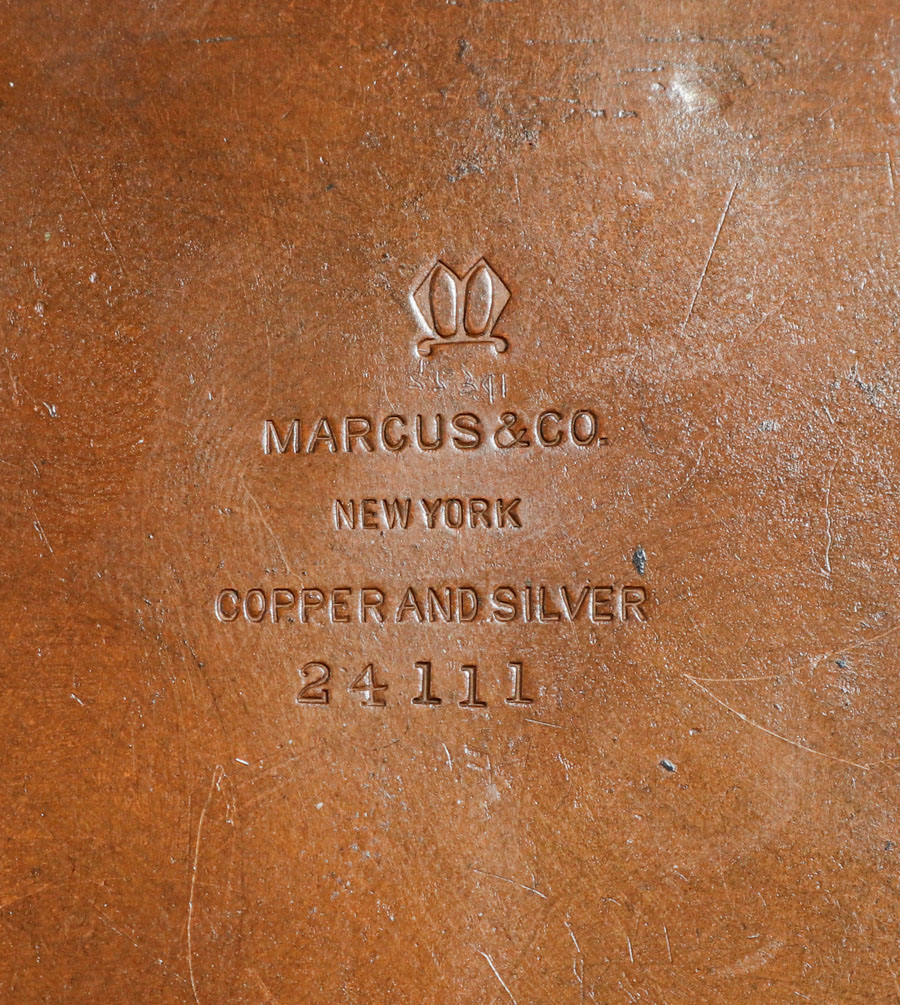 MARCUS & CO.
NEW YORK
COPPER AND SILVER
24111